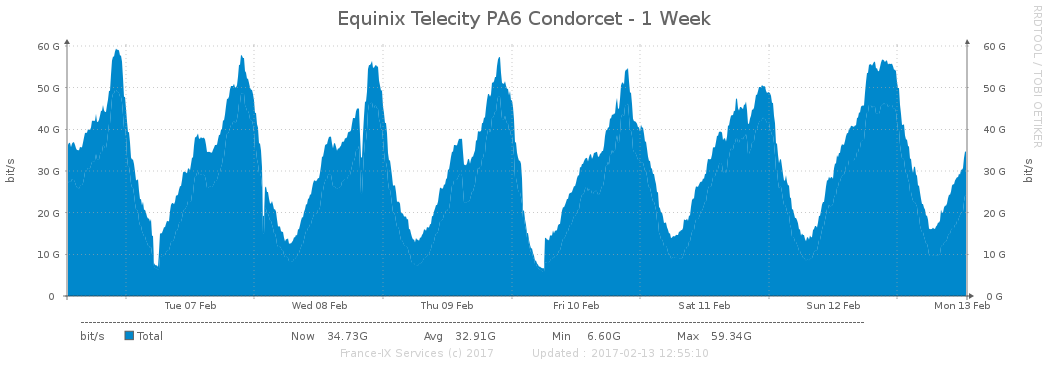 Equinix Telecity PA6 Condorcet - 1 Week
RRDTOOL / TOBI OETIKER
60 G 60 G
50 G 50 G
40 G 40 G
30 G 30 G
20 G 20 G
10 G 10 G
0 0 G
bit/s
bit/s
Tue 07 Feb Wed 08 Feb Thu 09 Feb Fri 10 Feb Sat 11 Feb Sun 12 Feb Mon 13 Feb
bit/s Total Now 34.73G Avg 32.91G Min 6.60G Max 59.34G
France-IX Services (c) 2017 Updated : 2017-02-13 12:55:10